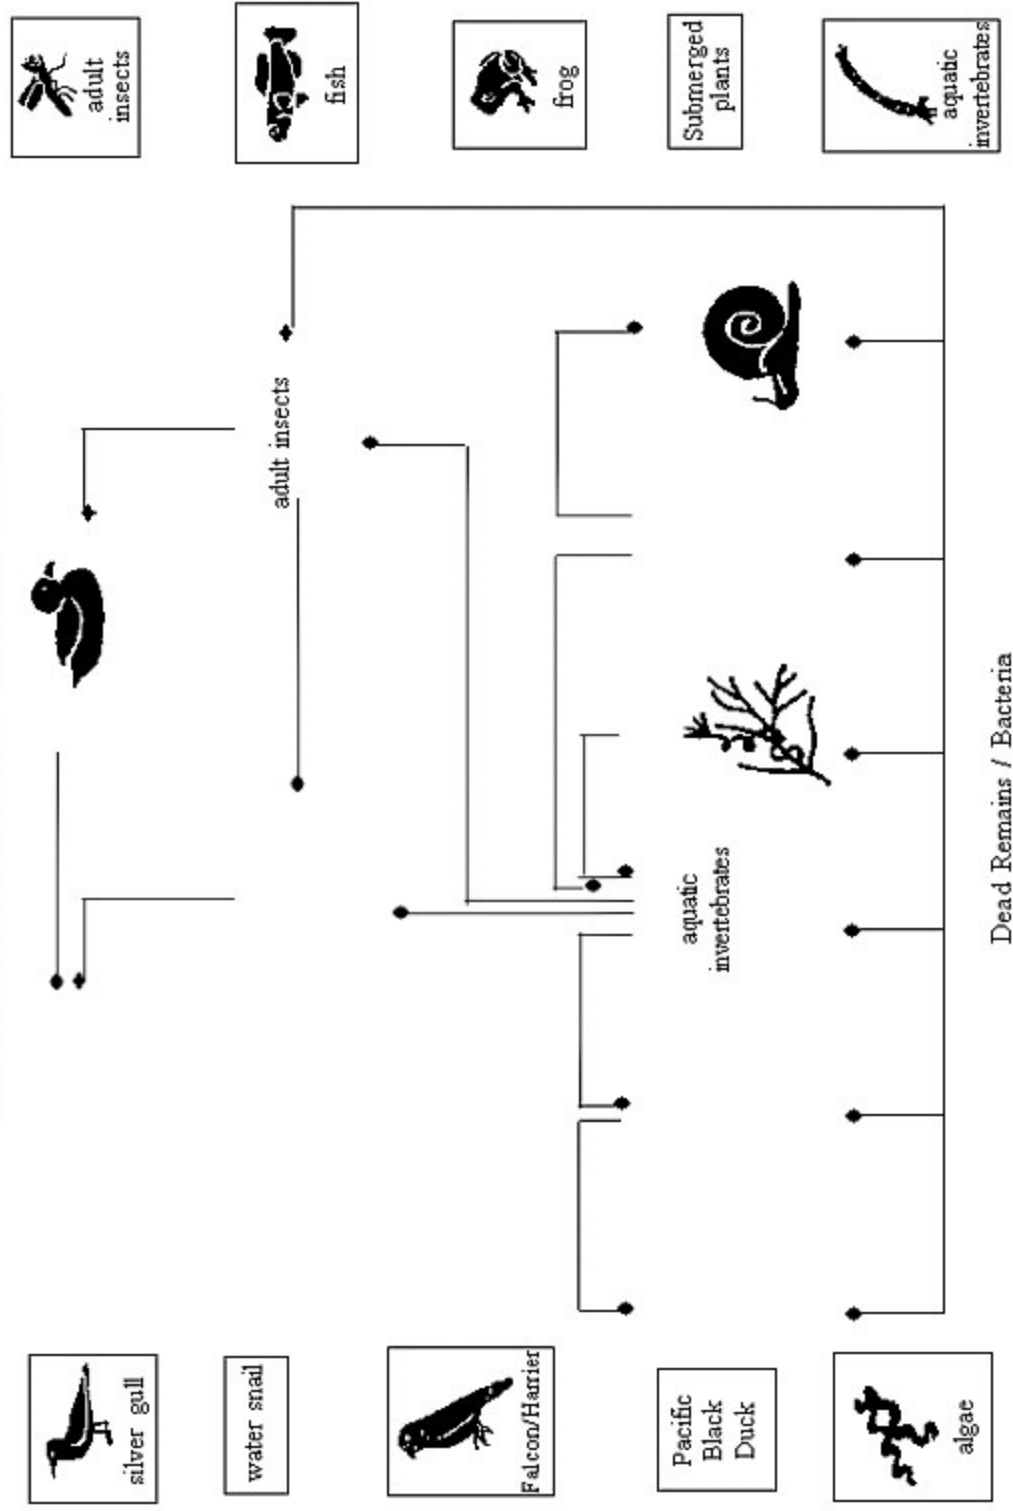 silver gull
water snail
Falcon/Harrier
Pacific
Black
Duck
algae
adult insects
aquatic
invertebrates
Dead Remains / Bacteria
adult
insects
fish
frog
Submerged
plants
aquatic
invertebrates